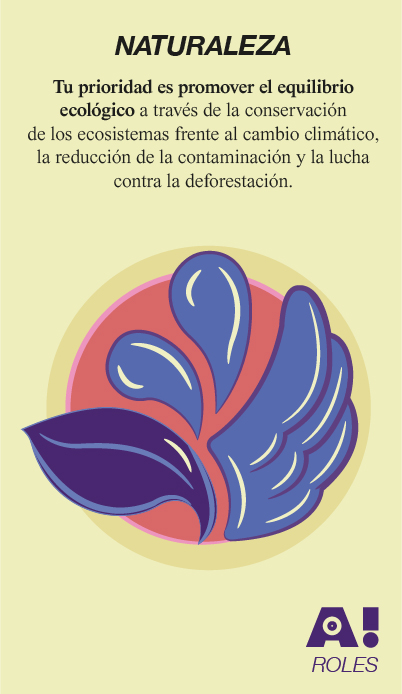 NATURALEZA
Tu prioridad es promover el equilibrio
ecológico a través de la conservación
de los ecosistemas frente al cambio climático,
la reducción de la contaminación y la lucha
contra la deforestación.
A!
ROLES